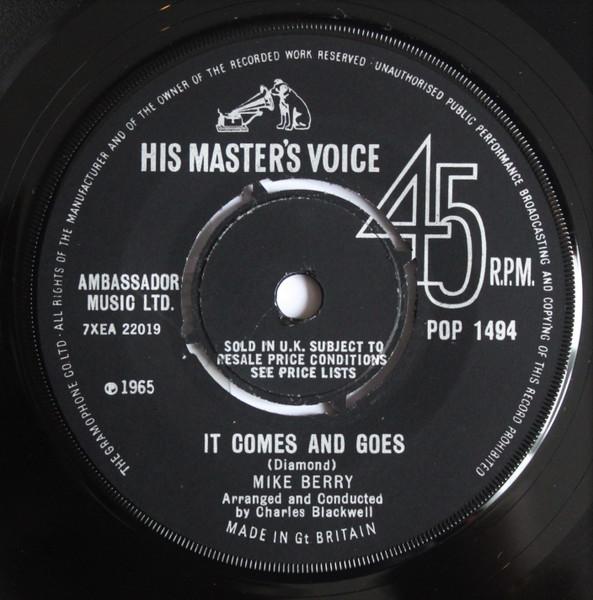 THE GRAMOPHONE CO. LTD. · ALL RIGHTS OF THE MANUFACTURER AND OF THE OWNER OF THE RECORDED WORK RESERVED · UNAUTHORISED PUBLIC PERFORMANCE BROADCASTING AND COPYING OF THIS RECORD PROHIBITED
HIS MASTER'S VOICE
45
R.P.M.
AMBASSADOR
MUSIC LTD.
7XEA 22019
POP 1494
SOLD IN U.K. SUBJECT TO
RESALE PRICE CONDITIONS
SEE PRICE LISTS
℗ 1965
IT COMES AND GOES
(Diamond)
MIKE BERRY
Arranged and Conducted
by Charles Blackwell
MADE IN Gt BRITAIN